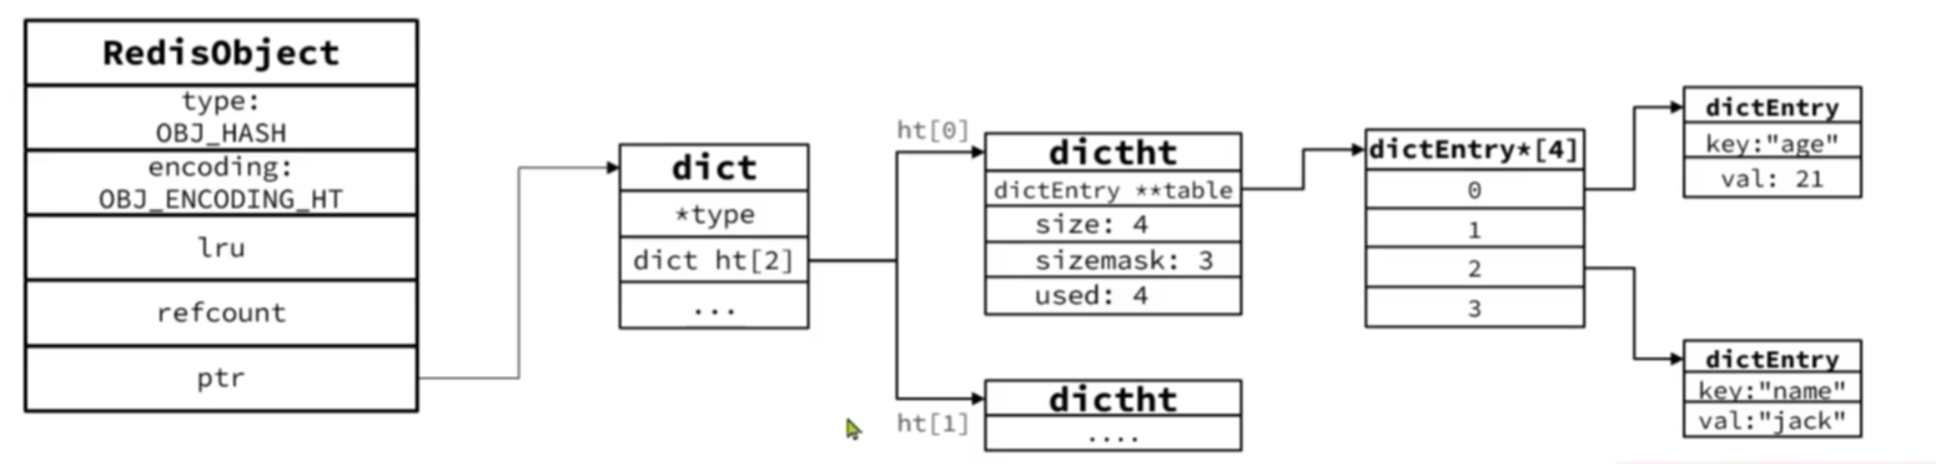 RedisObject
type:
OBJ_HASH
encoding:
OBJ_ENCODING_HT
lru
refcount
ptr
dict
*type
dict ht[2]
...
ht[0]
dictht
dictEntry **table
size: 4
sizemask: 3
used: 4
ht[1]
dictht
....
dictEntry*[4]
0
1
2
3
dictEntry
key:"age"
val: 21
dictEntry
key:"name"
val:"jack"